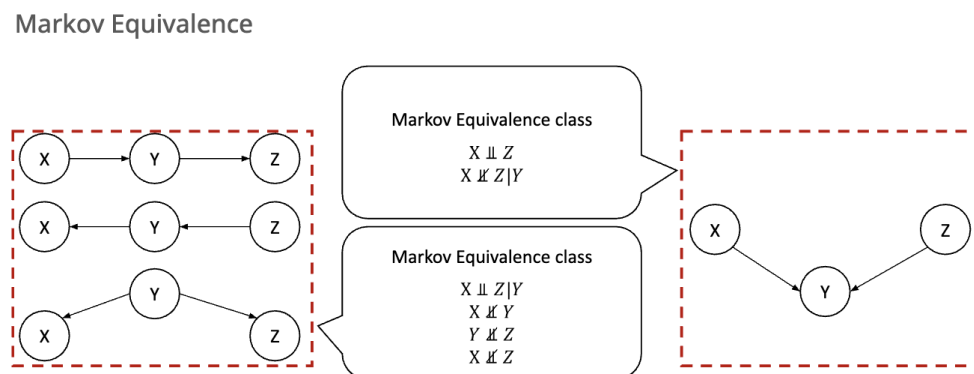 Markov Equivalence
Markov Equivalence class
X ⫫ Z
X ⫫̸ Z|Y
X
Y
Z
X
Y
Z
Y
X
Z
Markov Equivalence class
X ⫫ Z|Y
X ⫫̸ Y
Y ⫫̸ Z
X ⫫̸ Z
X
Z
Y